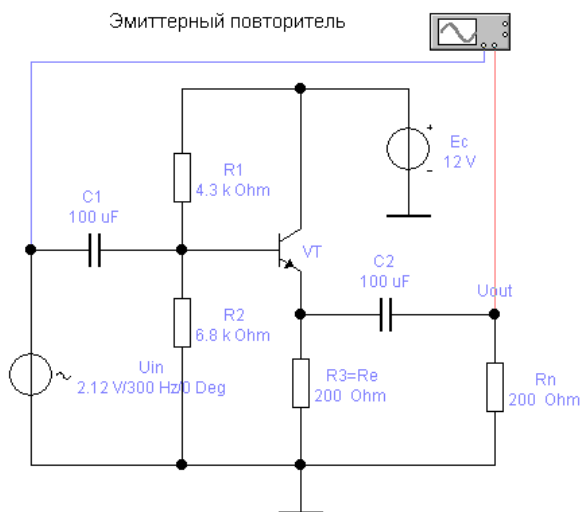 Эмиттерный повторитель
Ec
12 V
R1
4.3 k Ohm
C1
100 uF
VT
C2
100 uF
Uout
R2
6.8 k Ohm
Uin
2.12 V/300 Hz/0 Deg
R3=Re
200 Ohm
Rn
200 Ohm